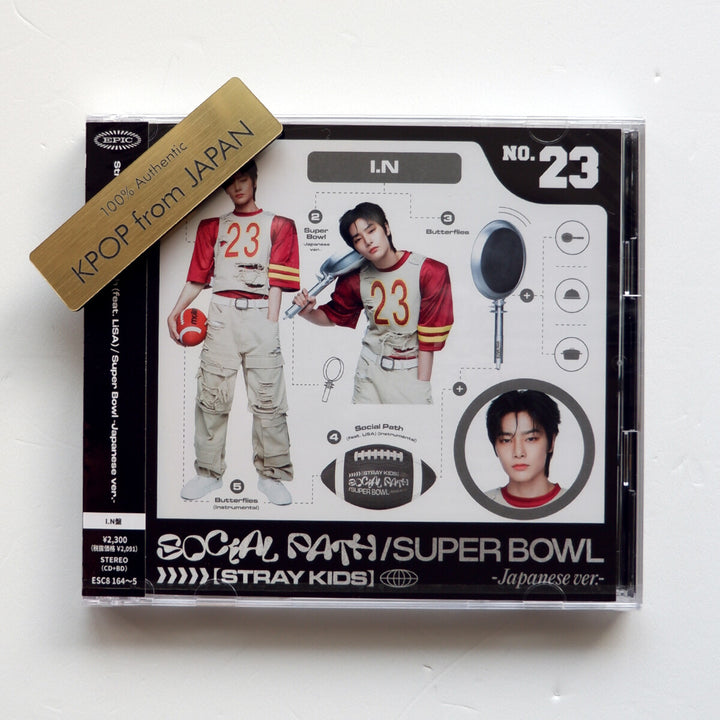 EPIC
100% Authentic
KPOP from JAPAN
(feat. LiSA) / Super Bowl -Japanese ver.-
I.N盤
¥2,300
(税抜価格 ¥2,091)
STEREO
(CD+BD)
ESC8 164~5
I.N
NO. 23
2
Super
Bowl
-Japanese
ver.-
3
Butterflies
23
23
4
Social Path
(feat. LiSA) (Instrumental)
[STRAY KIDS]
SOCIAL PATH
/SUPER BOWL
5
Butterflies
(Instrumental)
SOCIAL PATH/SUPER BOWL
[STRAY KIDS]
-Japanese ver.-